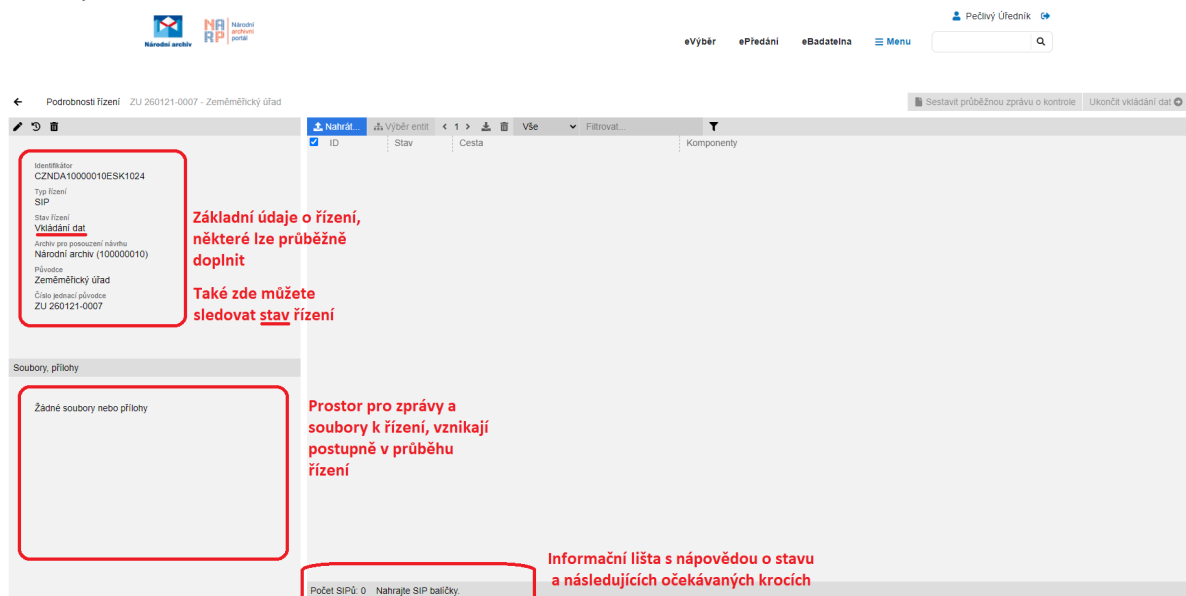 Pečlivý Úředník
Národní archiv
NA
RP
Národní
archivní
portál
eVýběr ePředání eBadatelna Menu
Podrobnosti řízení ZU 260121-0007 - Zeměměřický úřad
Sestavit průběžnou zprávu o kontrole Ukončit vkládání dat
Nahrát... Výběr entit 1 Vše Filtrovat...
ID Stav Cesta Komponenty
Identifikátor
CZNDA10000010ESK1024
Typ řízení
SIP
Stav řízení
Vkládání dat
Archiv pro posouzení návrhu
Národní archiv (100000010)
Původce
Zeměměřický úřad
Číslo jednací původce
ZU 260121-0007
Základní údaje o řízení,
některé lze průběžně
doplnit
Také zde můžete
sledovat stav řízení
Soubory, přílohy
Žádné soubory nebo přílohy
Prostor pro zprávy a
soubory k řízení, vznikají
postupně v průběhu
řízení
Informační lišta s nápovědou o stavu
a následujících očekávaných krocích
Počet SIPů: 0 Nahrajte SIP balíčky.